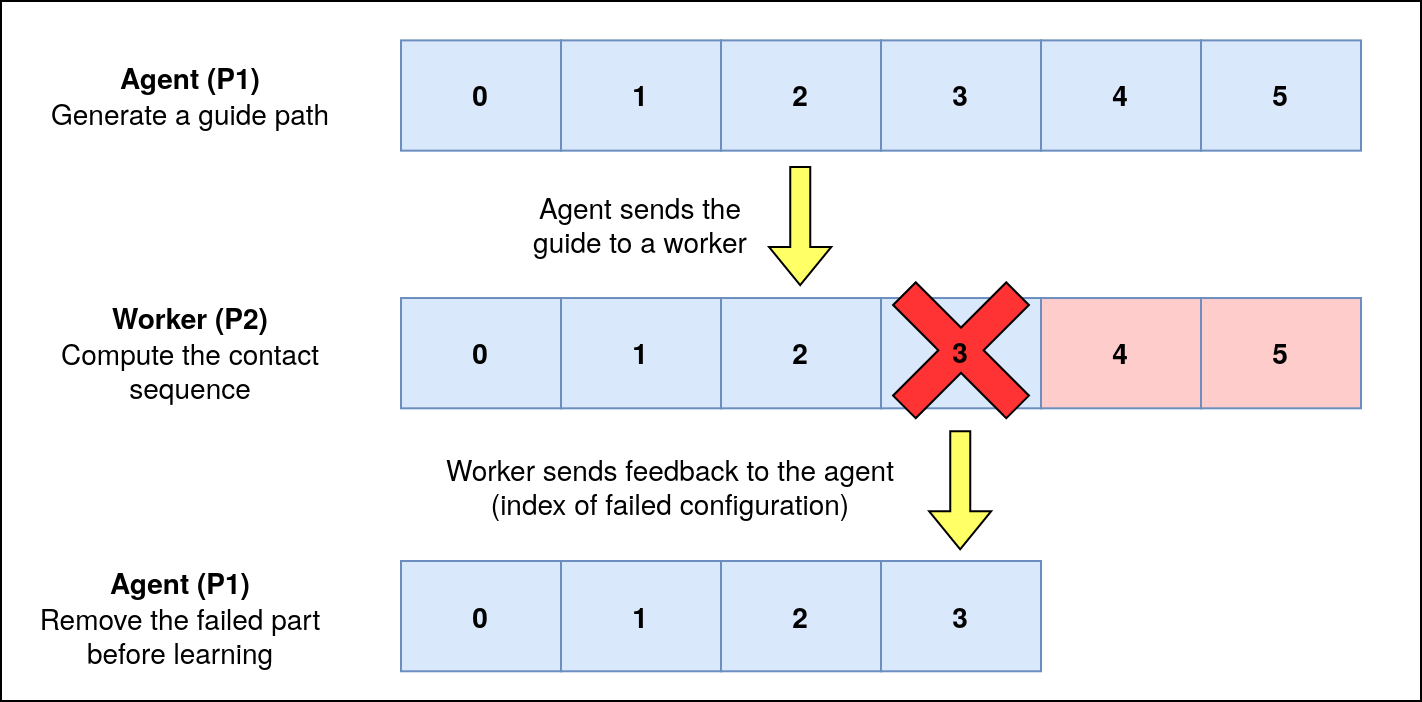 Agent (P1)
Generate a guide path
0 1 2 3 4 5
Agent sends the
guide to a worker
Worker (P2)
Compute the contact
sequence
0 1 2 3 4 5
Worker sends feedback to the agent
(index of failed configuration)
Agent (P1)
Remove the failed part
before learning
0 1 2 3